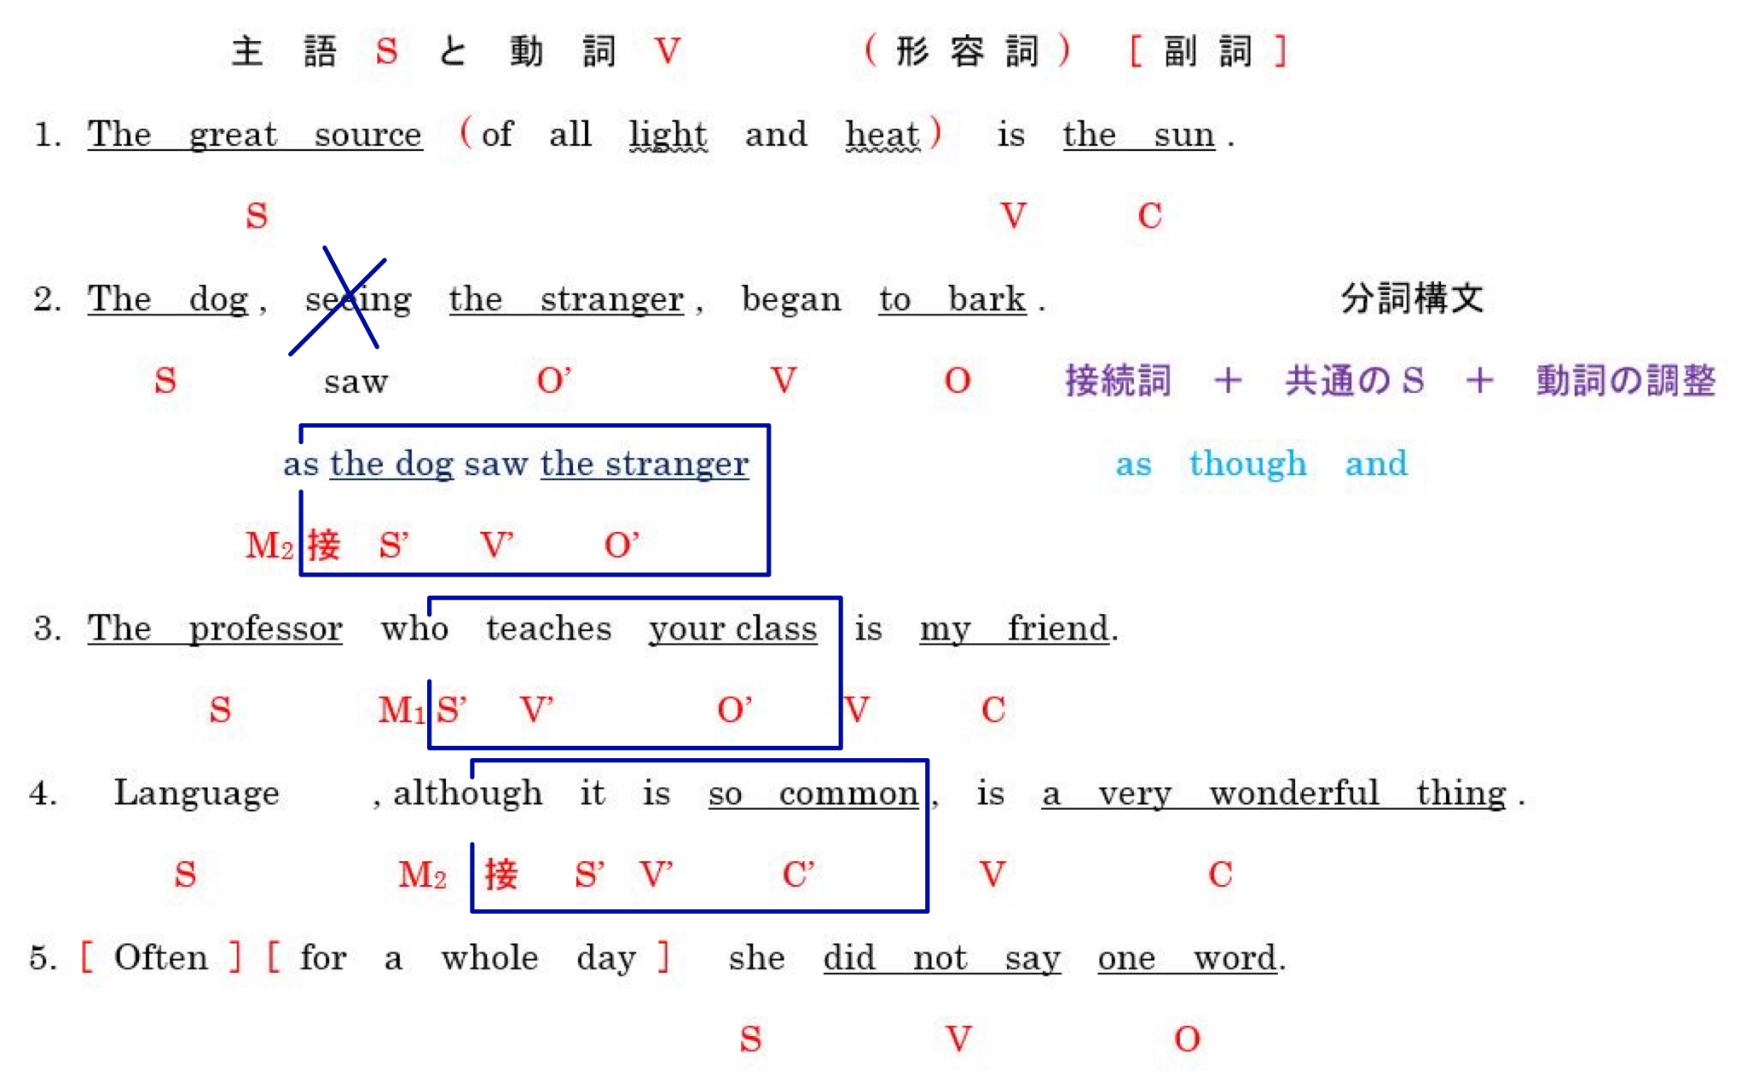 主語Sと動詞V (形容詞) [副詞]
1. The great source (of all light and heat) is the sun.
S V C
2. The dog, seeing the stranger, began to bark. 分詞構文
S saw O’ V O 接続詞 + 共通のS + 動詞の調整
as the dog saw the stranger as though and
M2 接 S’ V’ O’
3. The professor who teaches your class is my friend.
S M1 S’ V’ O’ V C
4. Language , although it is so common, is a very wonderful thing.
S M2 接 S’ V’ C’ V C
5. [ Often ] [ for a whole day ] she did not say one word.
S V O